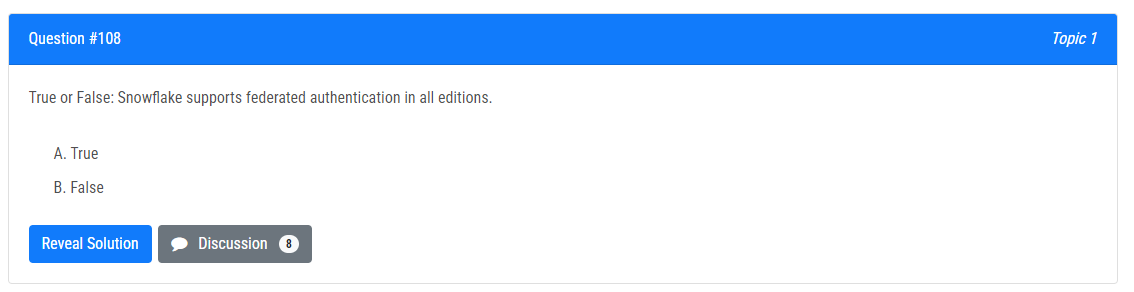 Question #108
Topic 1
True or False: Snowflake supports federated authentication in all editions.
A. True
B. False
Reveal Solution
Discussion 8